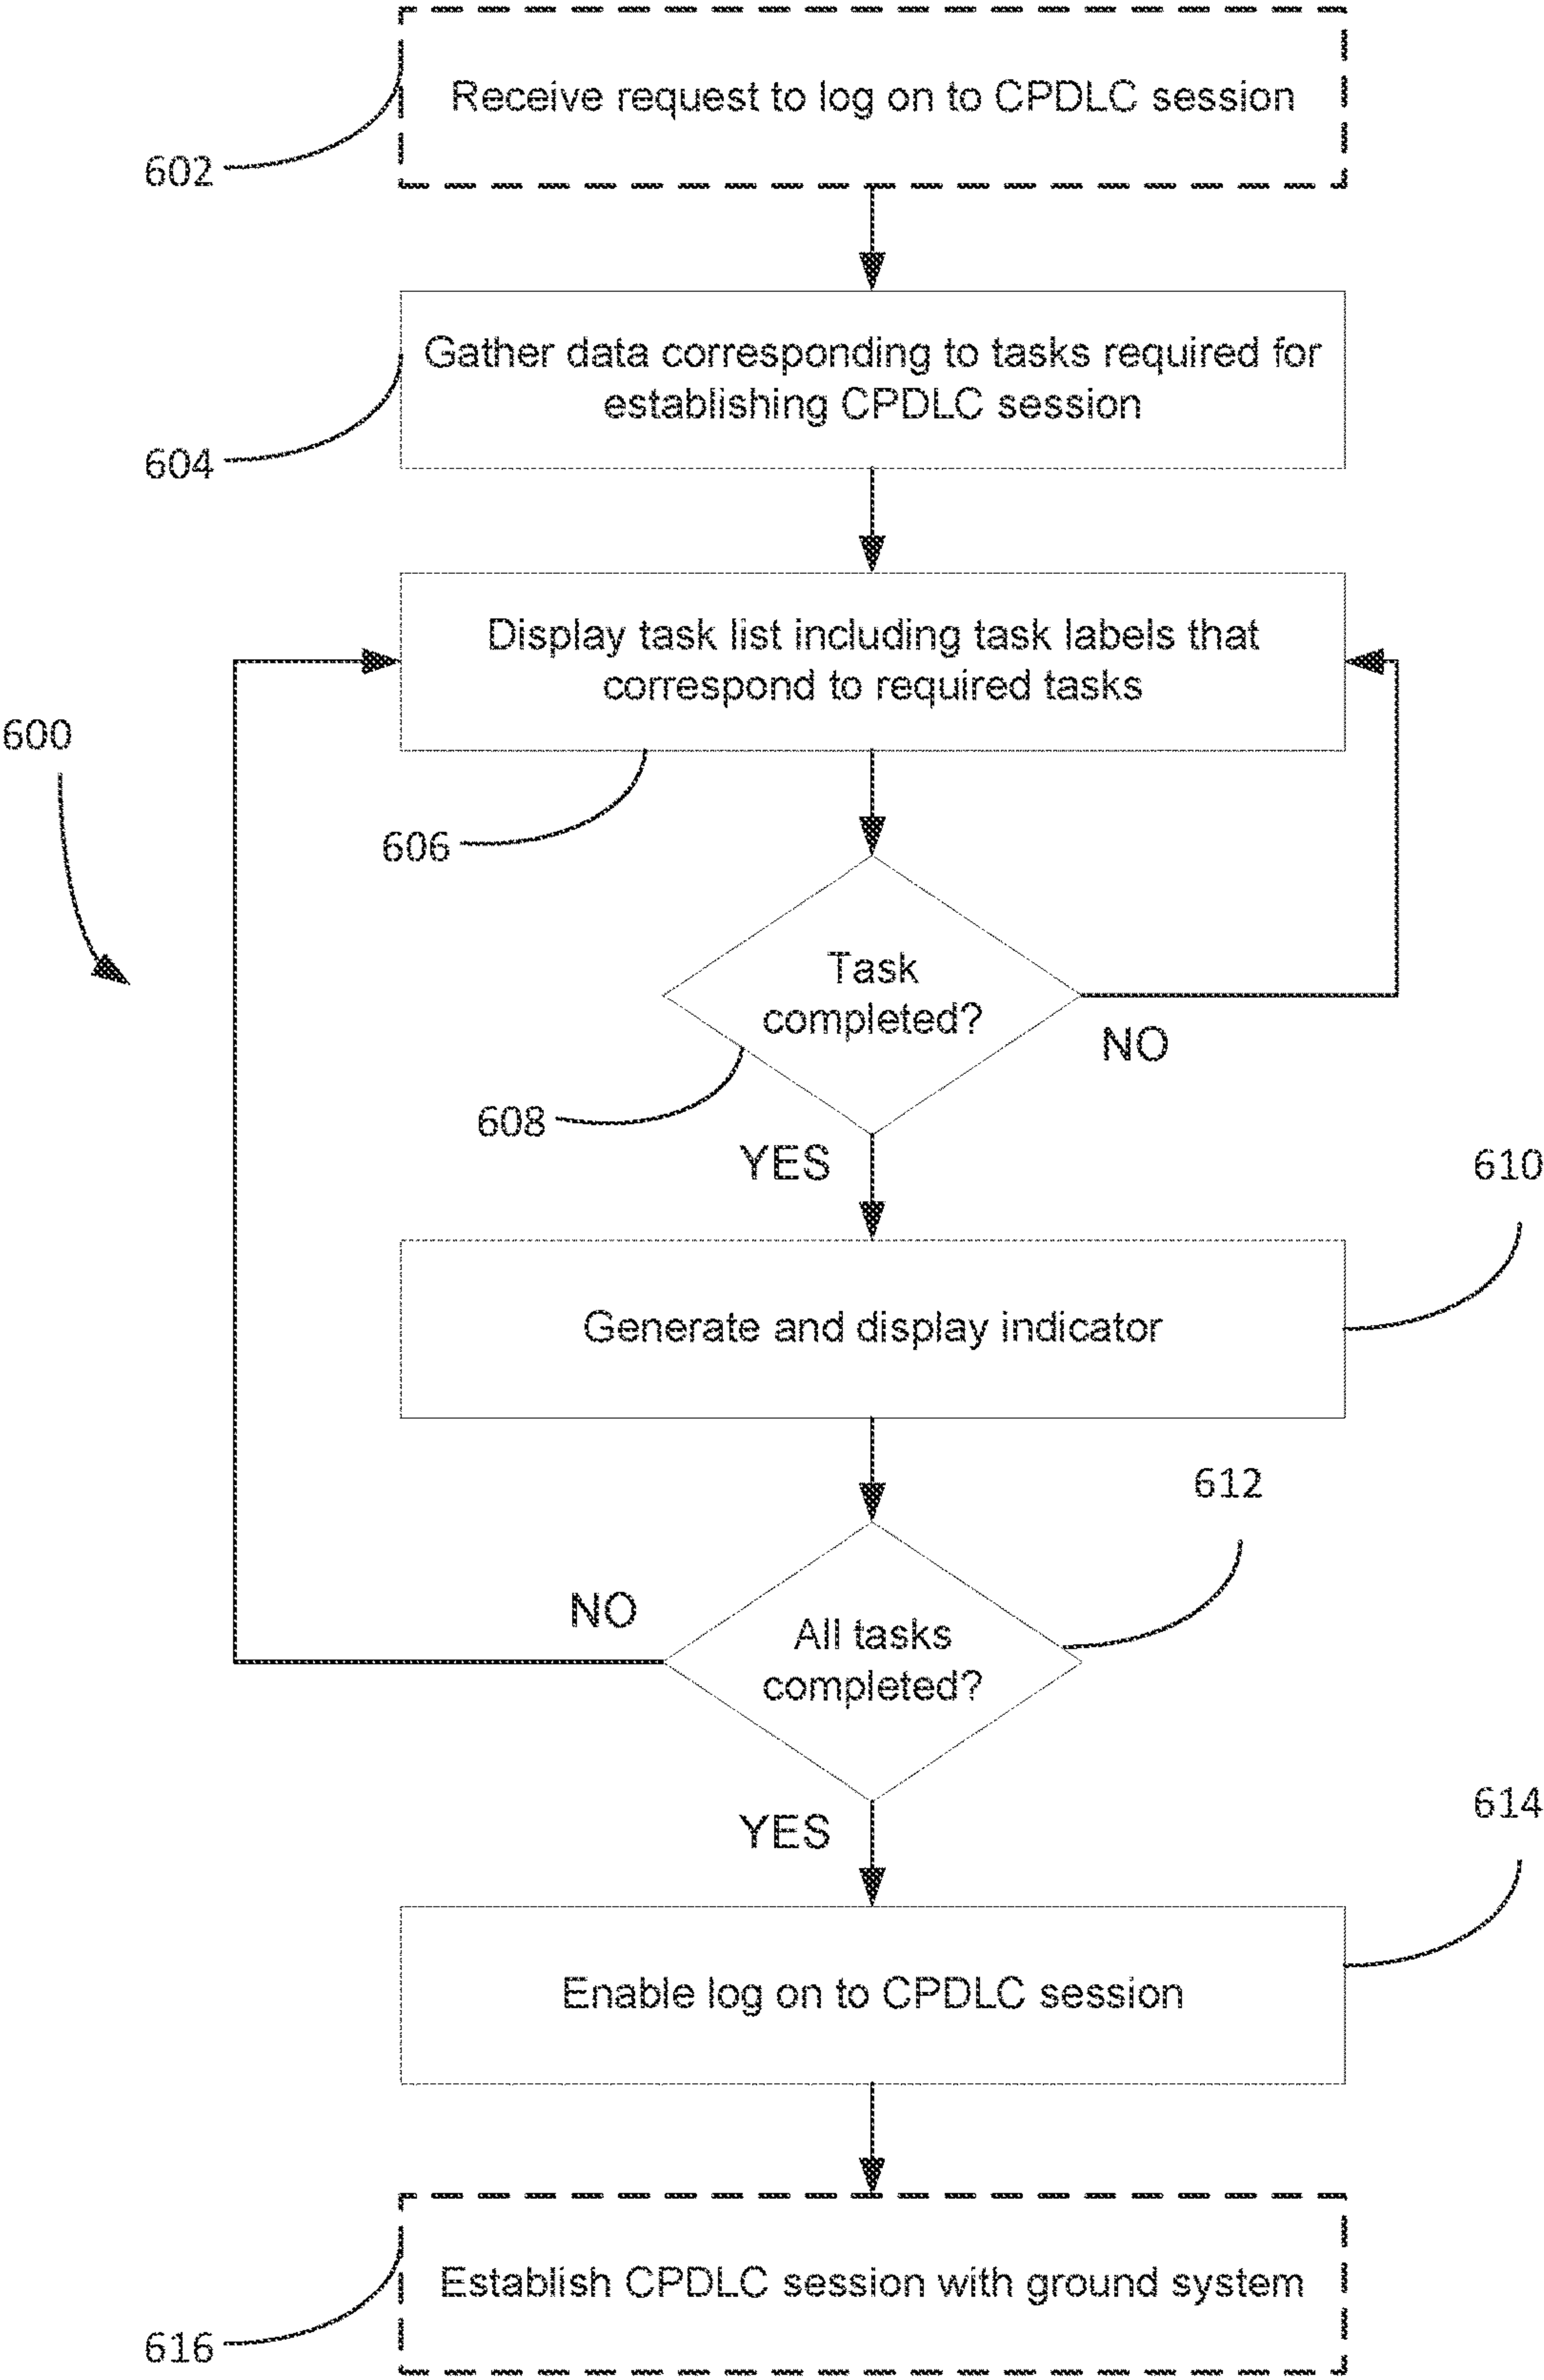 Receive request to log on to CPDLC session
602
Gather data corresponding to tasks required for
establishing CPDLC session
604
Display task list including task labels that
correspond to required tasks
600
606
Task
completed?
NO
608
YES
610
Generate and display indicator
612
NO
All tasks
completed?
YES
614
Enable log on to CPDLC session
Establish CPDLC session with ground system
616